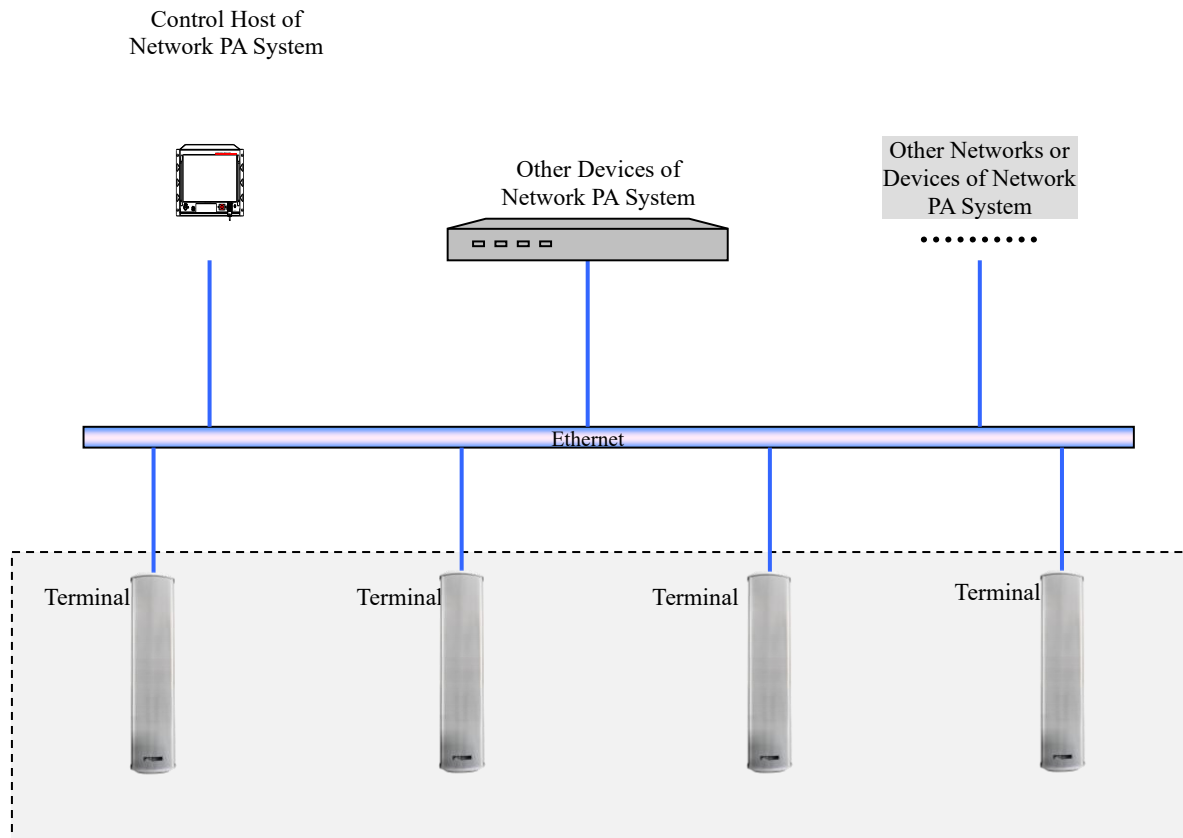 Control Host of
Network PA System
Other Devices of
Network PA System
Other Networks or
Devices of Network
PA System
Ethernet
Terminal
Terminal
Terminal
Terminal